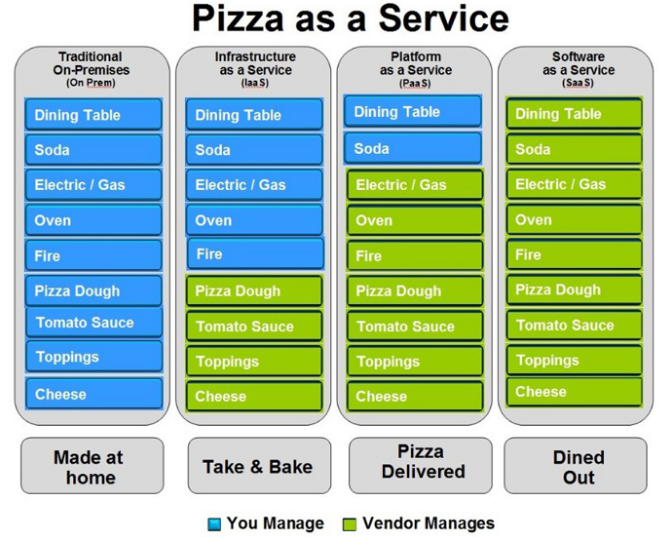 Pizza as a Service
Traditional
On-Premises
(On Prem)
Dining Table
Soda
Electric / Gas
Oven
Fire
Pizza Dough
Tomato Sauce
Toppings
Cheese
Made at
home
Infrastructure
as a Service
(IaaS)
Dining Table
Soda
Electric / Gas
Oven
Fire
Pizza Dough
Tomato Sauce
Toppings
Cheese
Take & Bake
Platform
as a Service
(PaaS)
Dining Table
Soda
Electric / Gas
Oven
Fire
Pizza Dough
Tomato Sauce
Toppings
Cheese
Pizza
Delivered
Software
as a Service
(SaaS)
Dining Table
Soda
Electric / Gas
Oven
Fire
Pizza Dough
Tomato Sauce
Toppings
Cheese
Dined
Out
You Manage
Vendor Manages